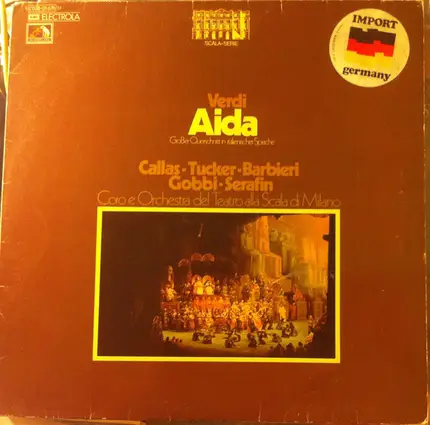 EMI ELECTROLA
SCALA-SERIE
IMPORT
germany
Verdi
Aida
Großer Querschnitt in italienischer Sprache
Callas · Tucker · Barbieri
Gobbi · Serafin
Coro e Orchestra del Teatro alla Scala di Milano